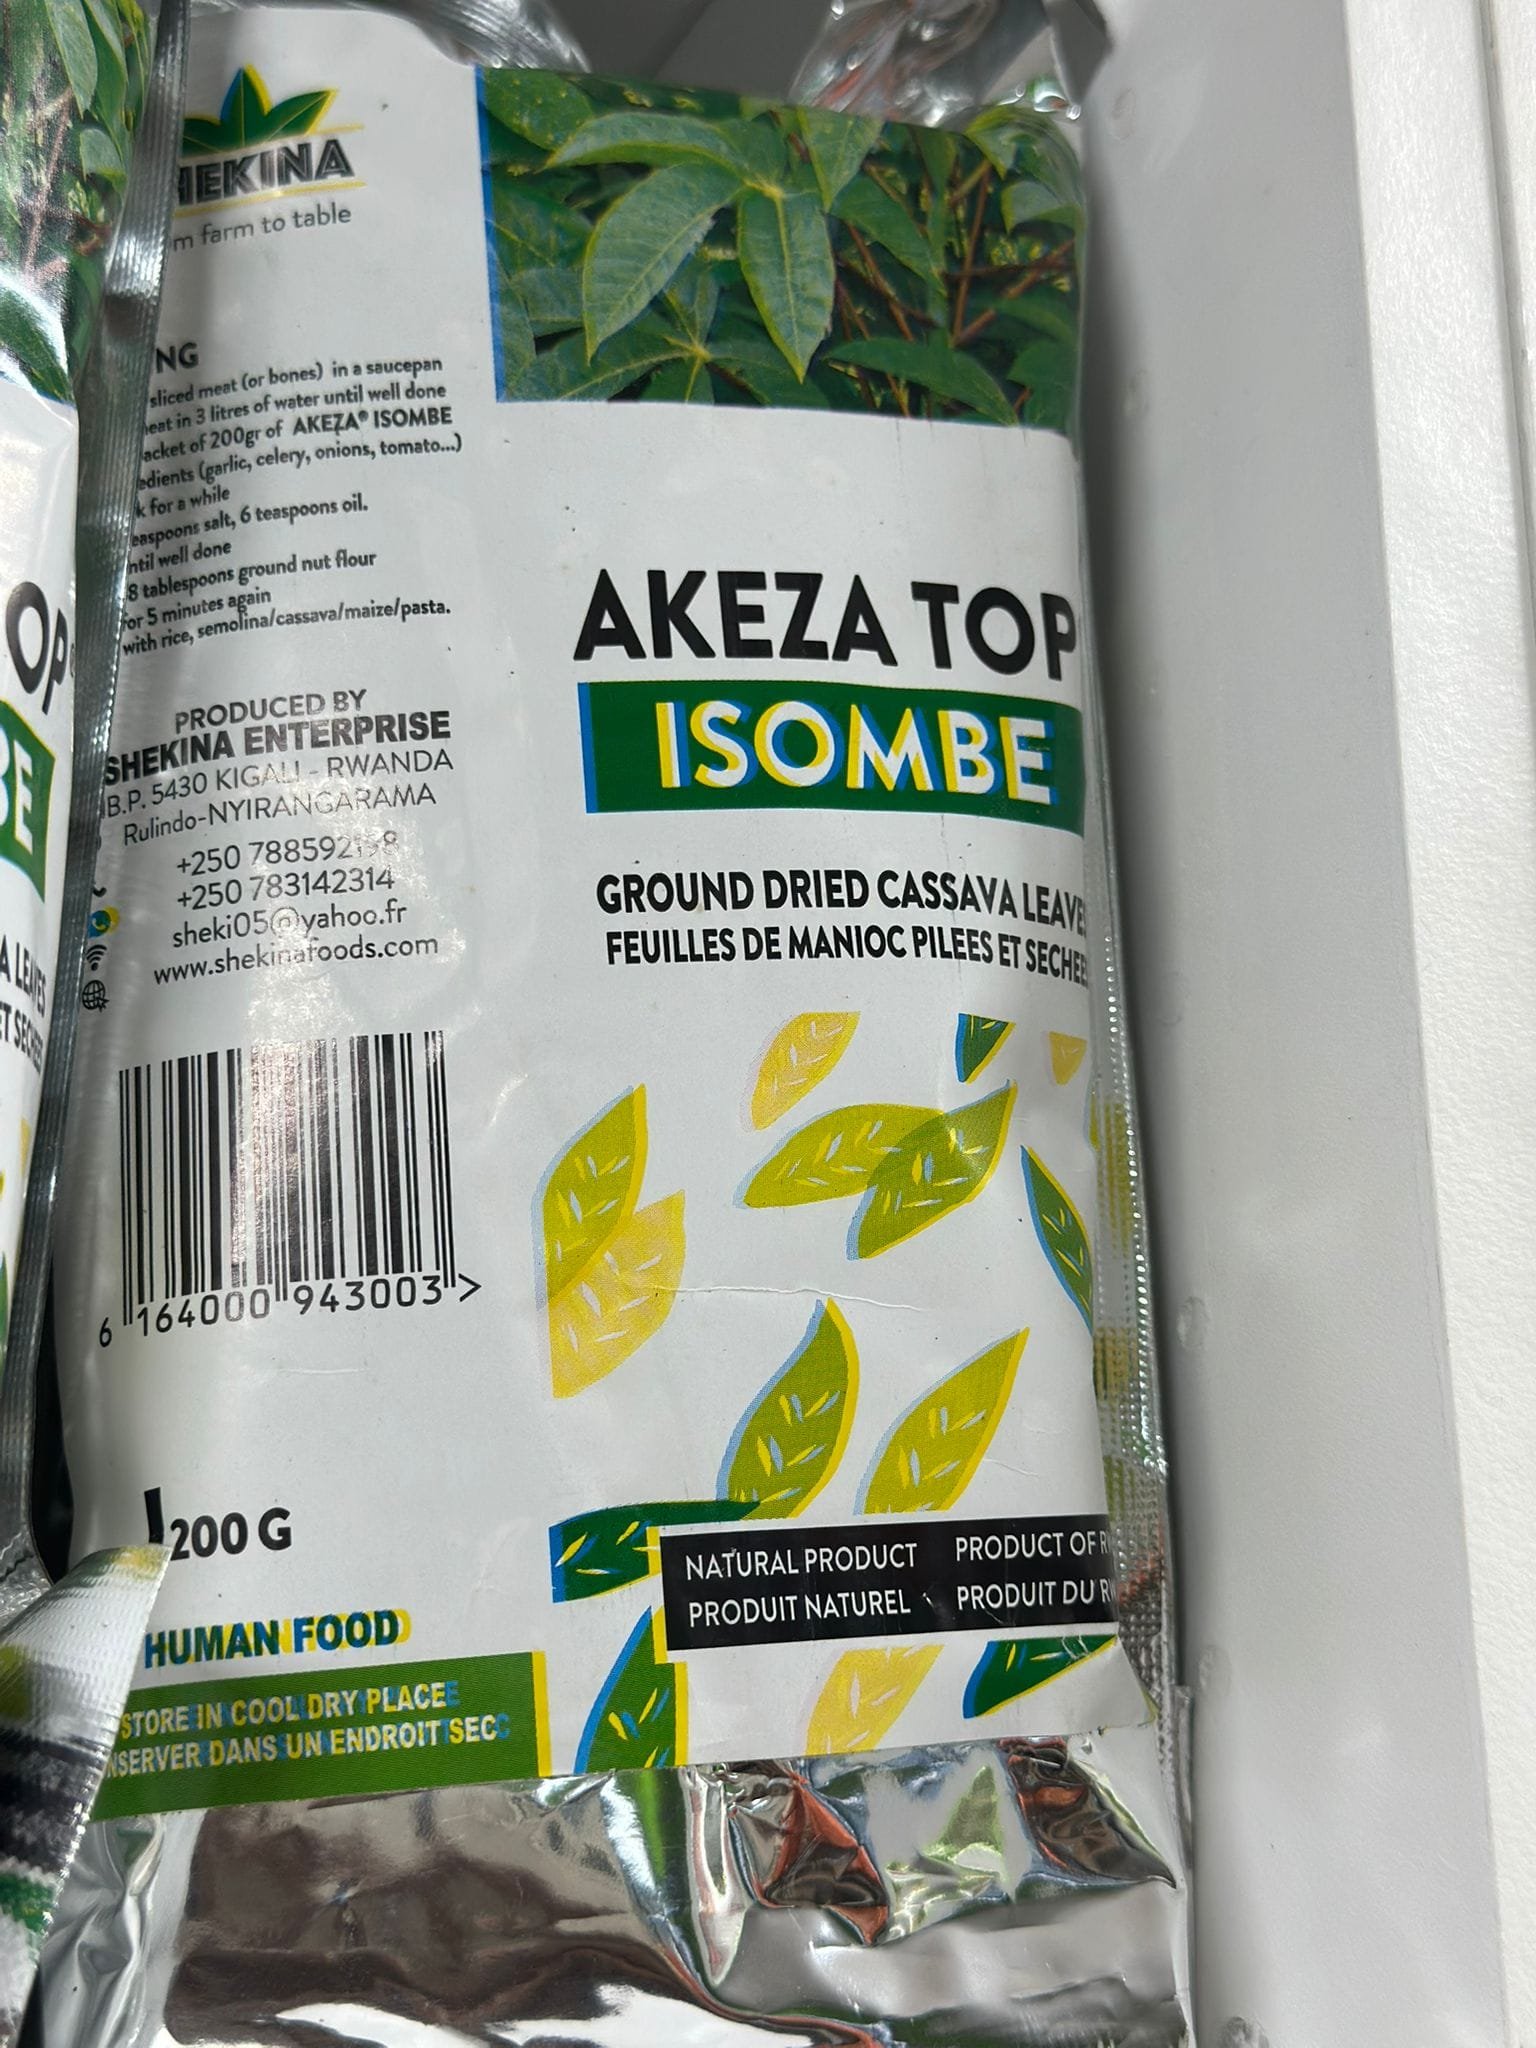 HEKINA
m farm to table
NG
sliced meat (or bones) in a saucepan
eat in 3 litres of water until well done
acket of 200gr of AKEZA® ISOMBE
edients (garlic, celery, onions, tomato...)
k for a while
easpoons salt, 6 teaspoons oil.
ntil well done
8 tablespoons ground nut flour
for 5 minutes again
with rice, semolina/cassava/maize/pasta.
PRODUCED BY
SHEKINA ENTERPRISE
B.P. 5430 KIGALI - RWANDA
Rulindo-NYIRANGARAMA
+250 783142314
sheki05@yahoo.fr
www.shekinafoods.com
6 164000 943003 >
200 G
HUMAN FOOD
STORE IN COOL DRY PLACE
NSERVER DANS UN ENDROIT SEC
AKEZA TOP
ISOMBE
GROUND DRIED CASSAVA LEAVE
FEUILLES DE MANIOC PILEES ET SECHEE
NATURAL PRODUCT PRODUCT OF R
PRODUIT NATUREL PRODUIT DU RW
OP
BE
A LEAVES
ET SECHEES